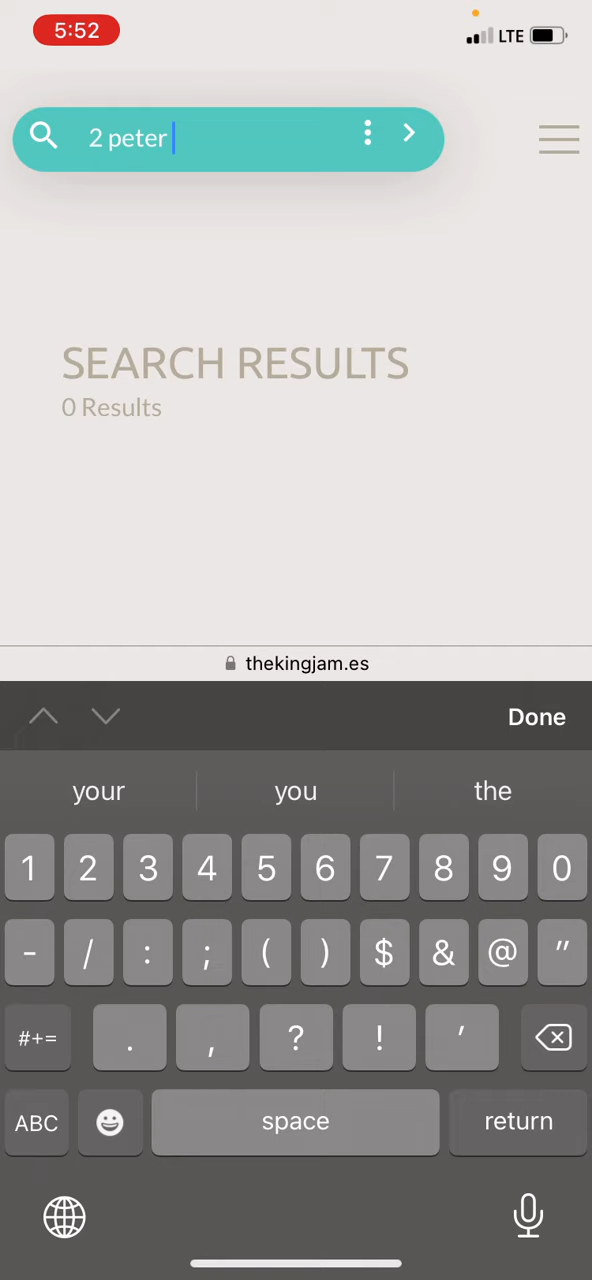 5:52
LTE
2 peter
SEARCH RESULTS
0 Results
thekingjam.es
Done
your you the
1 2 3 4 5 6 7 8 9 0
- / : ; ( ) $ & @ "
#+= . , ? ! '
ABC space return